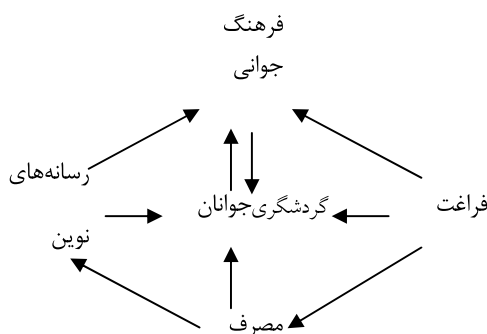 فرهنگ
جوانی
رسانه‌های
نوین
گردشگری‌جوانان
فراغت
مصرف